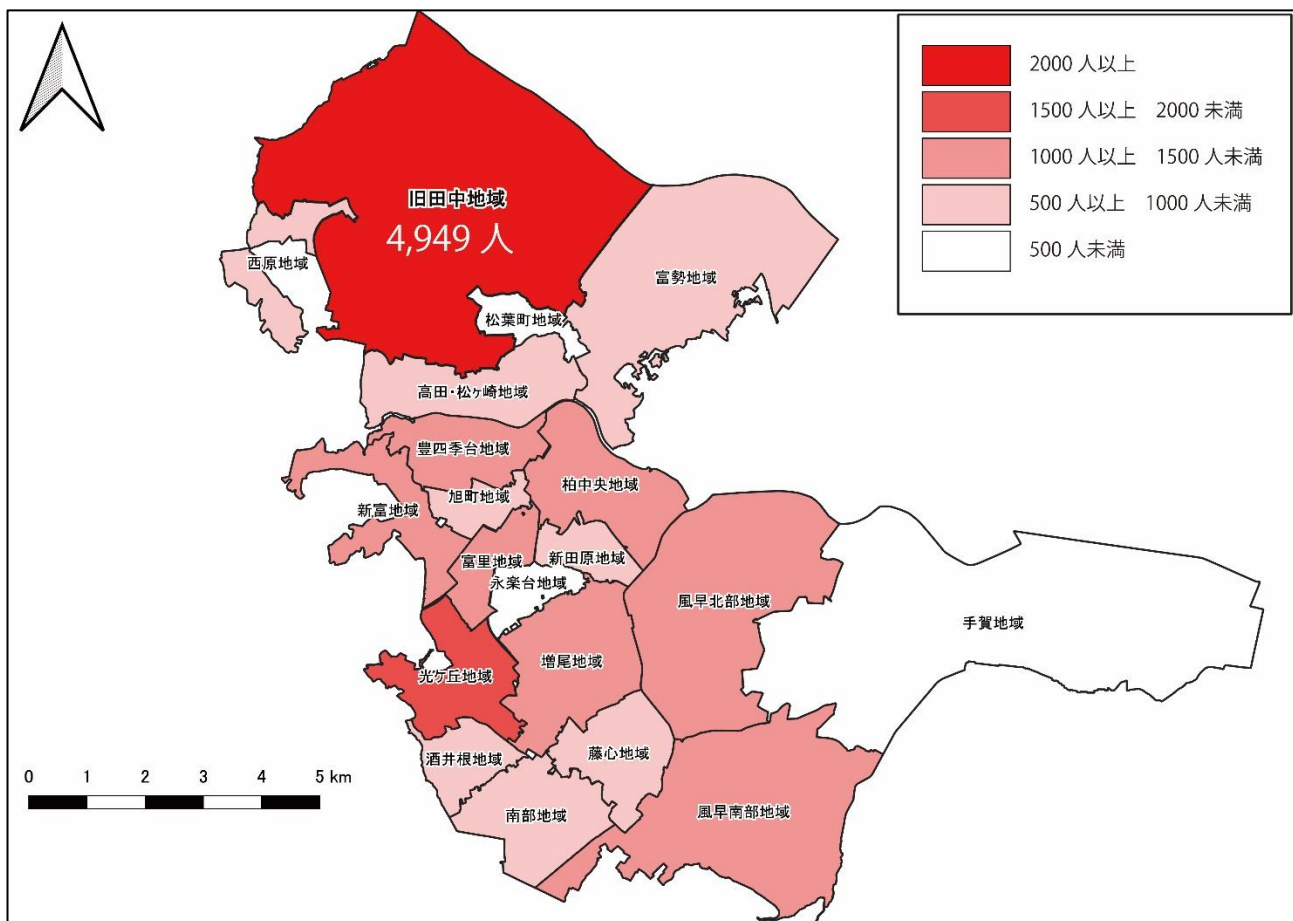 2000 人以上
1500 人以上 2000 未満
1000 人以上 1500 人未満
500 人以上 1000 人未満
500 人未満
旧田中地域
4,949 人
西原地域
富勢地域
松葉町地域
高田・松ヶ崎地域
豊四季台地域
柏中央地域
旭町地域
新富地域
富里地域
新田原地域
永楽台地域
風早北部地域
手賀地域
増尾地域
光ケ丘地域
酒井根地域
藤心地域
南部地域
風早南部地域
0 1 2 3 4 5 km